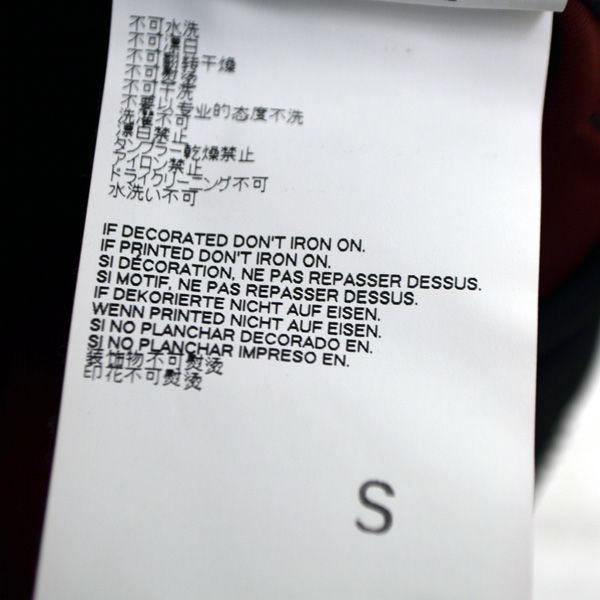 不可水洗
不可漂白
不可翻转干燥
不可熨烫
不可干洗
不要以专业的态度不洗
洗濯不可
漂白禁止
タンブラー乾燥禁止
アイロン禁止
ドライクリーニング不可
水洗い不可
IF DECORATED DON'T IRON ON.
IF PRINTED DON'T IRON ON.
SI DÉCORATION, NE PAS REPASSER DESSUS.
SI MOTIF, NE PAS REPASSER DESSUS.
IF DEKORIERTE NICHT AUF EISEN.
WENN PRINTED NICHT AUF EISEN.
SI NO PLANCHAR DECORADO EN.
SI NO PLANCHAR IMPRESO EN.
装饰物不可熨烫
印花不可熨烫
S